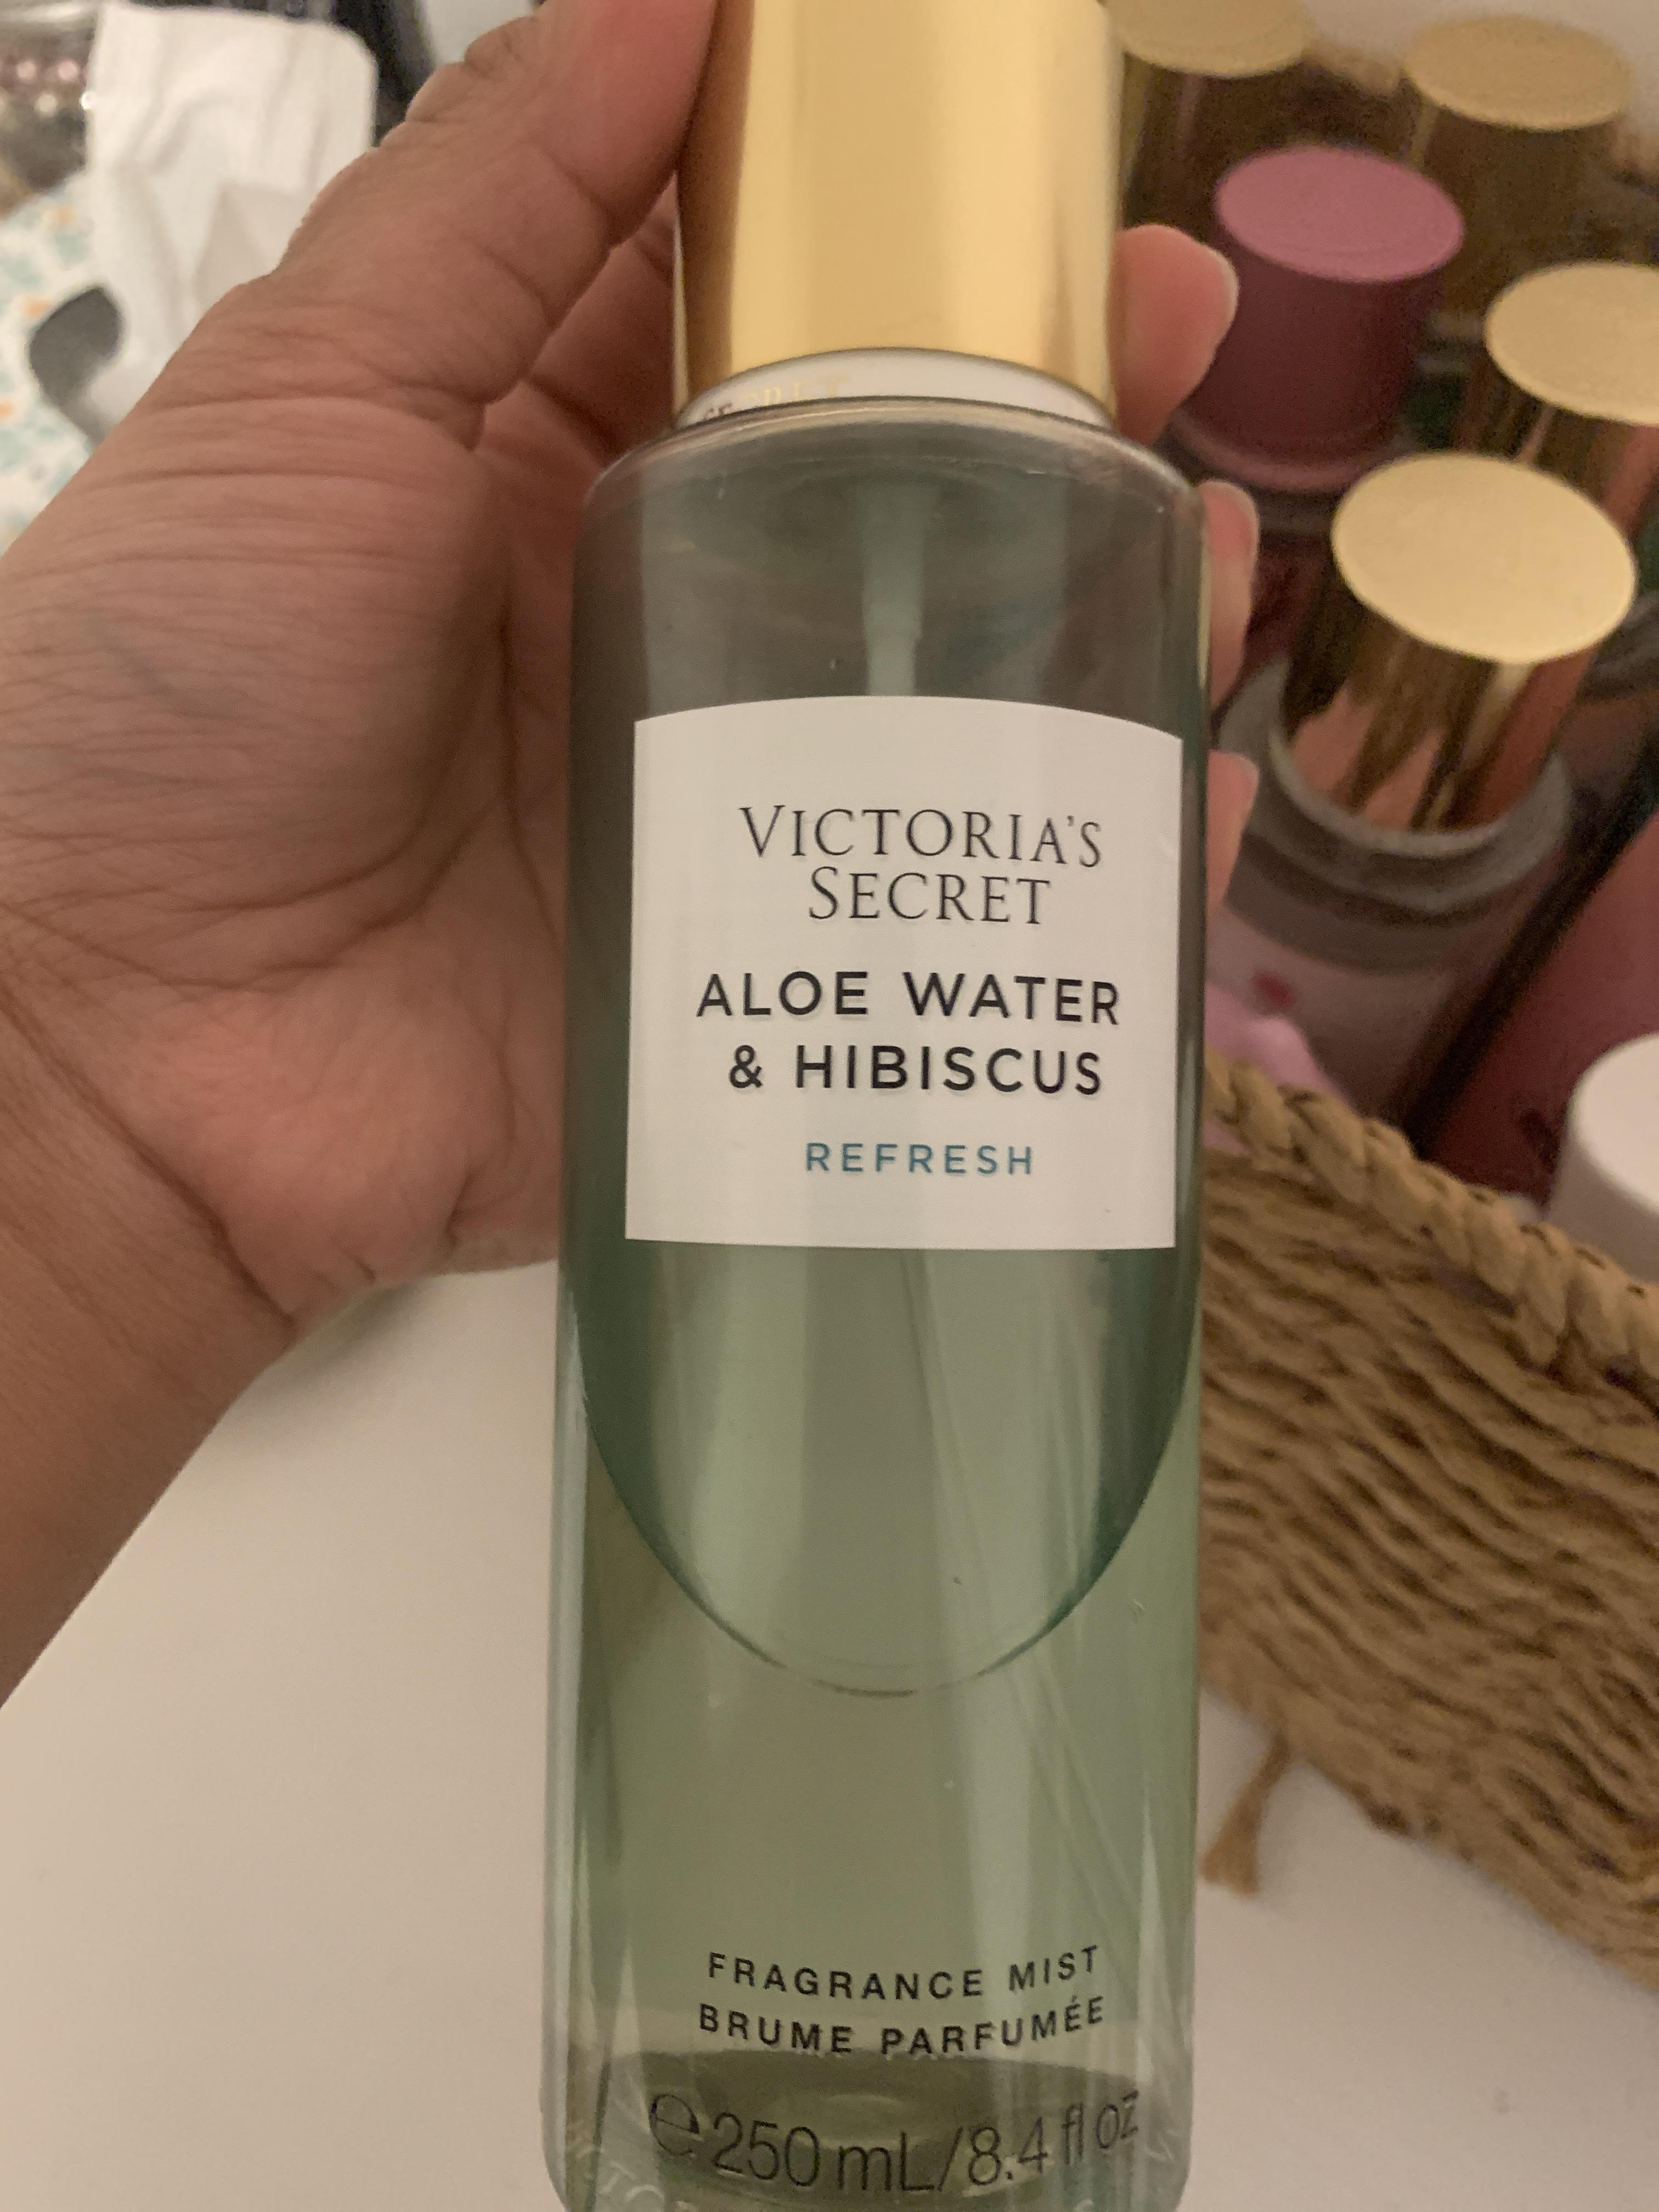 VICTORIA'S
SECRET
ALOE WATER
& HIBISCUS
REFRESH
FRAGRANCE MIST
BRUME PARFUMÉE
℮ 250 mL/8.4 fl oz